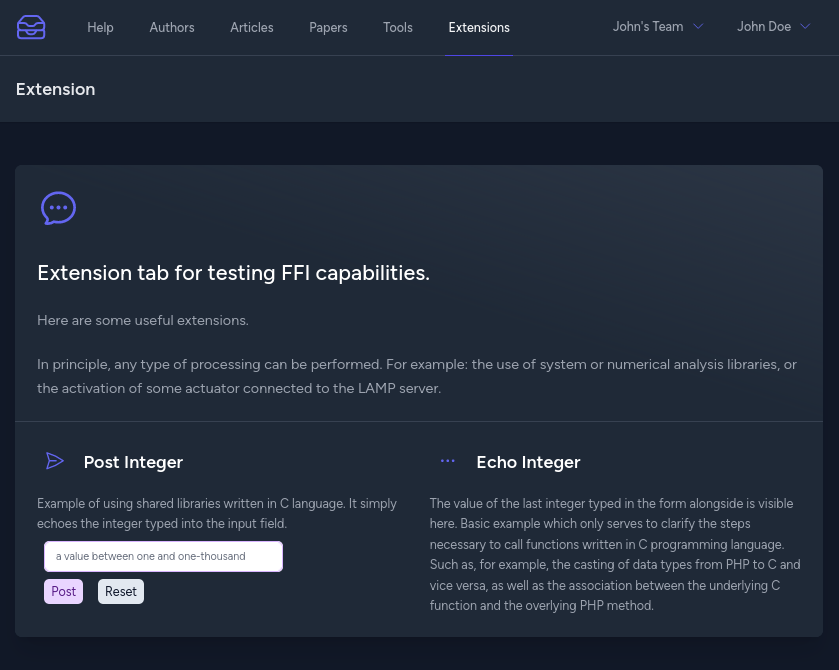 Help Authors Articles Papers Tools Extensions John's Team John Doe
Extension
Extension tab for testing FFI capabilities.
Here are some useful extensions.
In principle, any type of processing can be performed. For example: the use of system or numerical analysis libraries, or
the activation of some actuator connected to the LAMP server.
Post Integer
Example of using shared libraries written in C language. It simply
echoes the integer typed into the input field.
a value between one and one-thousand
Post Reset
Echo Integer
The value of the last integer typed in the form alongside is visible
here. Basic example which only serves to clarify the steps
necessary to call functions written in C programming language.
Such as, for example, the casting of data types from PHP to C and
vice versa, as well as the association between the underlying C
function and the overlying PHP method.